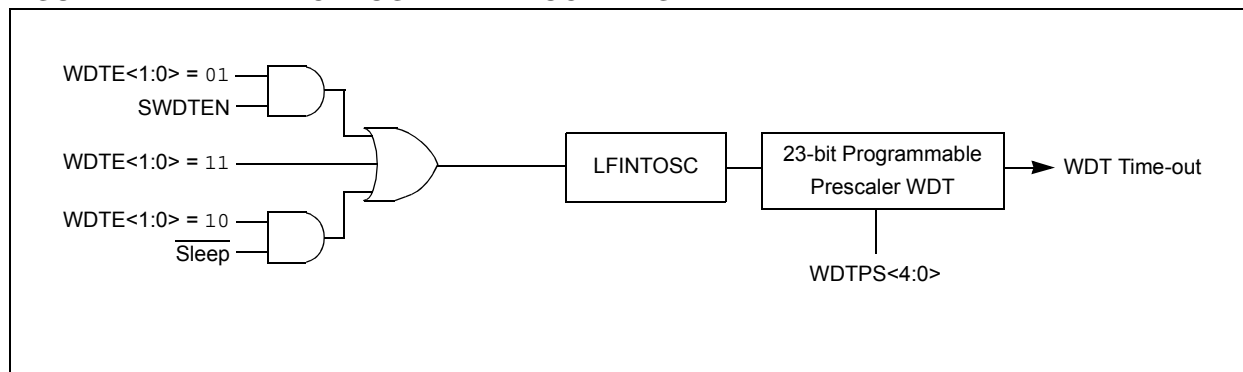 WDTE<1:0> = 01
SWDTEN
WDTE<1:0> = 11
WDTE<1:0> = 10
Sleep
LFINTOSC
23-bit Programmable
Prescaler WDT
WDT Time-out
WDTPS<4:0>